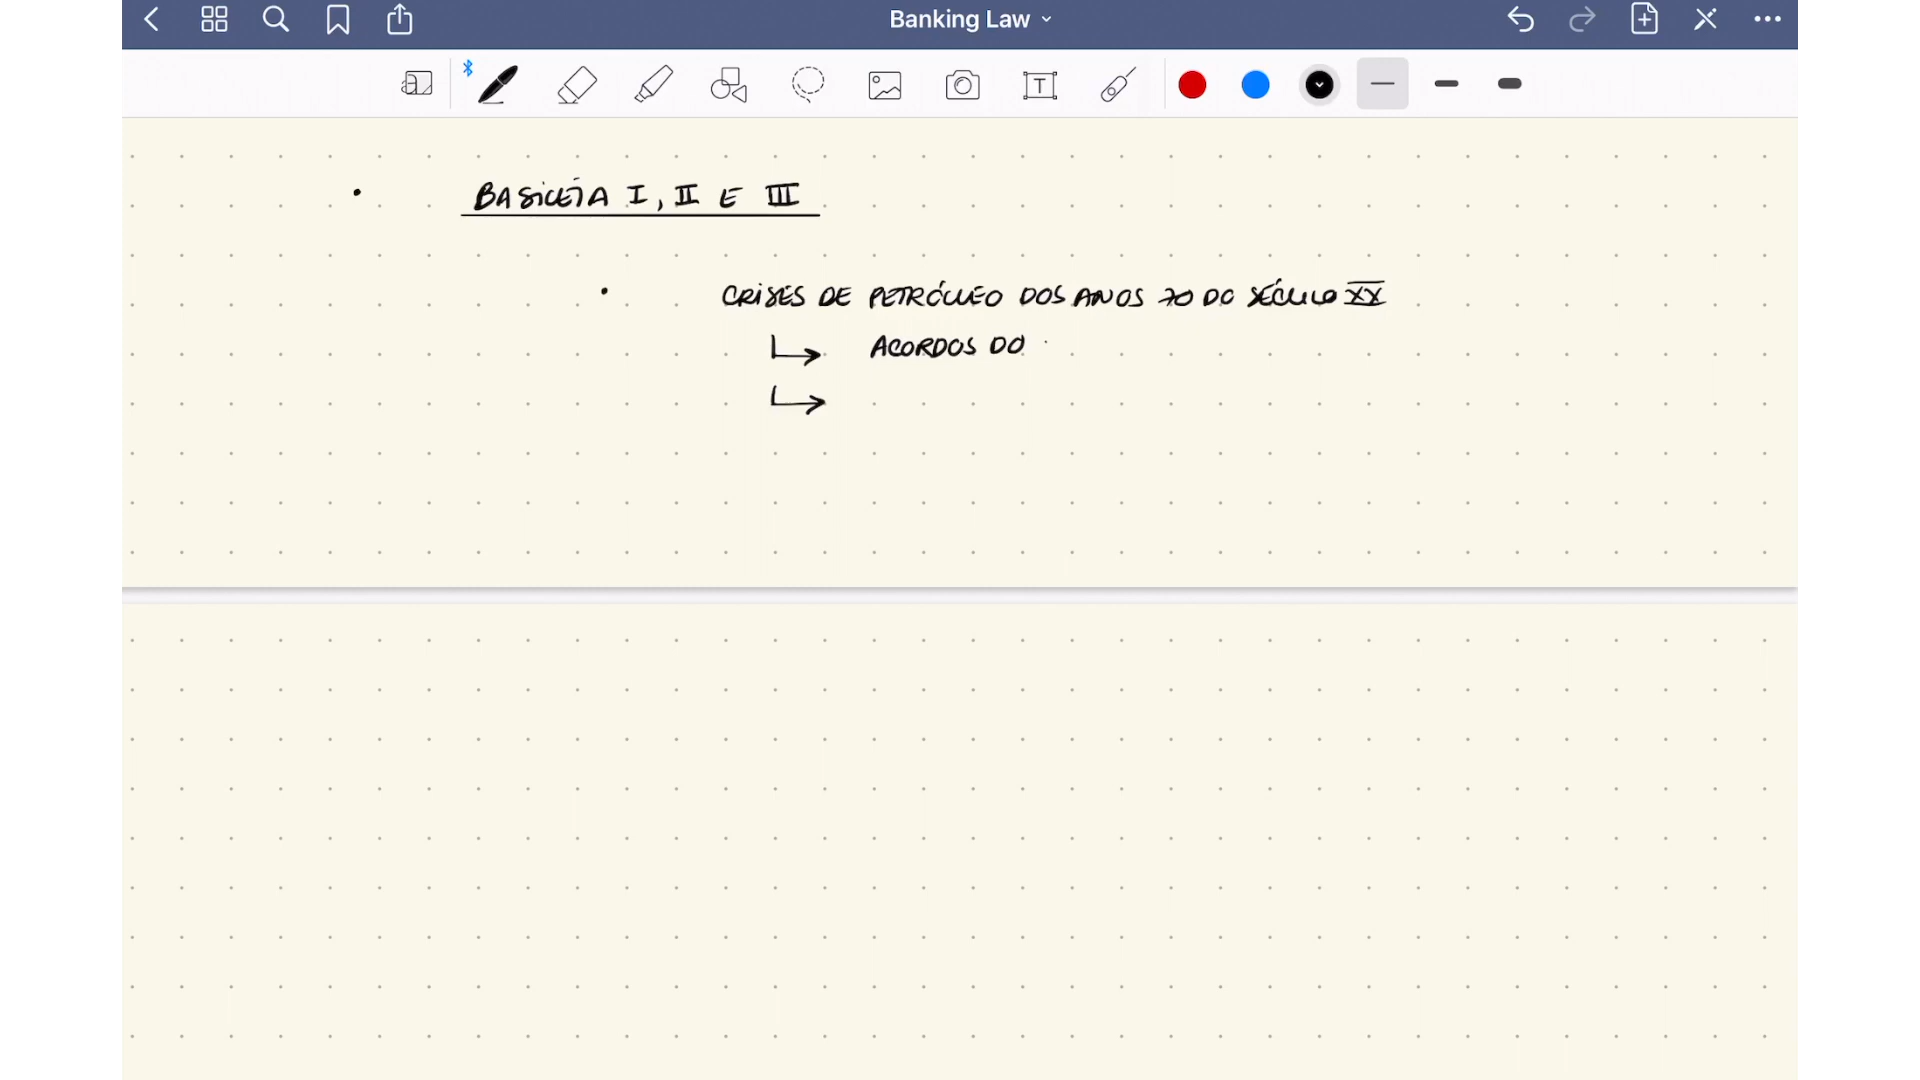 Banking Law
• BASILEIA I, II E III
• CRISES DE PETRÓLEO DOS ANOS 70 DO SÉCULO XX
↳ ACORDOS DO
↳